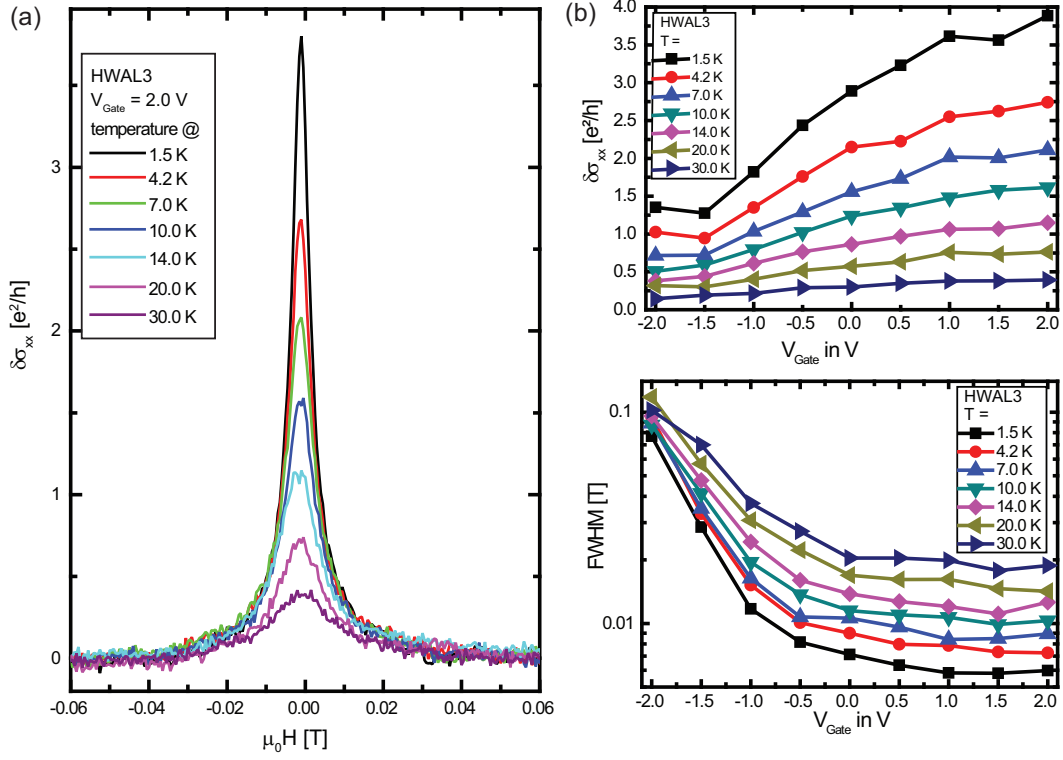 (a)
HWAL3
V_Gate = 2.0 V
temperature @
1.5 K
4.2 K
7.0 K
10.0 K
14.0 K
20.0 K
30.0 K
δσ_xx [e²/h]
3
2
1
0
-0.06 -0.04 -0.02 0.00 0.02 0.04 0.06
μ₀H [T]
(b)
HWAL3
T =
1.5 K
4.2 K
7.0 K
10.0 K
14.0 K
20.0 K
30.0 K
δσ_xx [e²/h]
4.0
3.5
3.0
2.5
2.0
1.5
1.0
0.5
0.0
-2.0 -1.5 -1.0 -0.5 0.0 0.5 1.0 1.5 2.0
V_Gate in V
HWAL3
T =
1.5 K
4.2 K
7.0 K
10.0 K
14.0 K
20.0 K
30.0 K
FWHM [T]
0.1
0.01
-2.0 -1.5 -1.0 -0.5 0.0 0.5 1.0 1.5 2.0
V_Gate in V